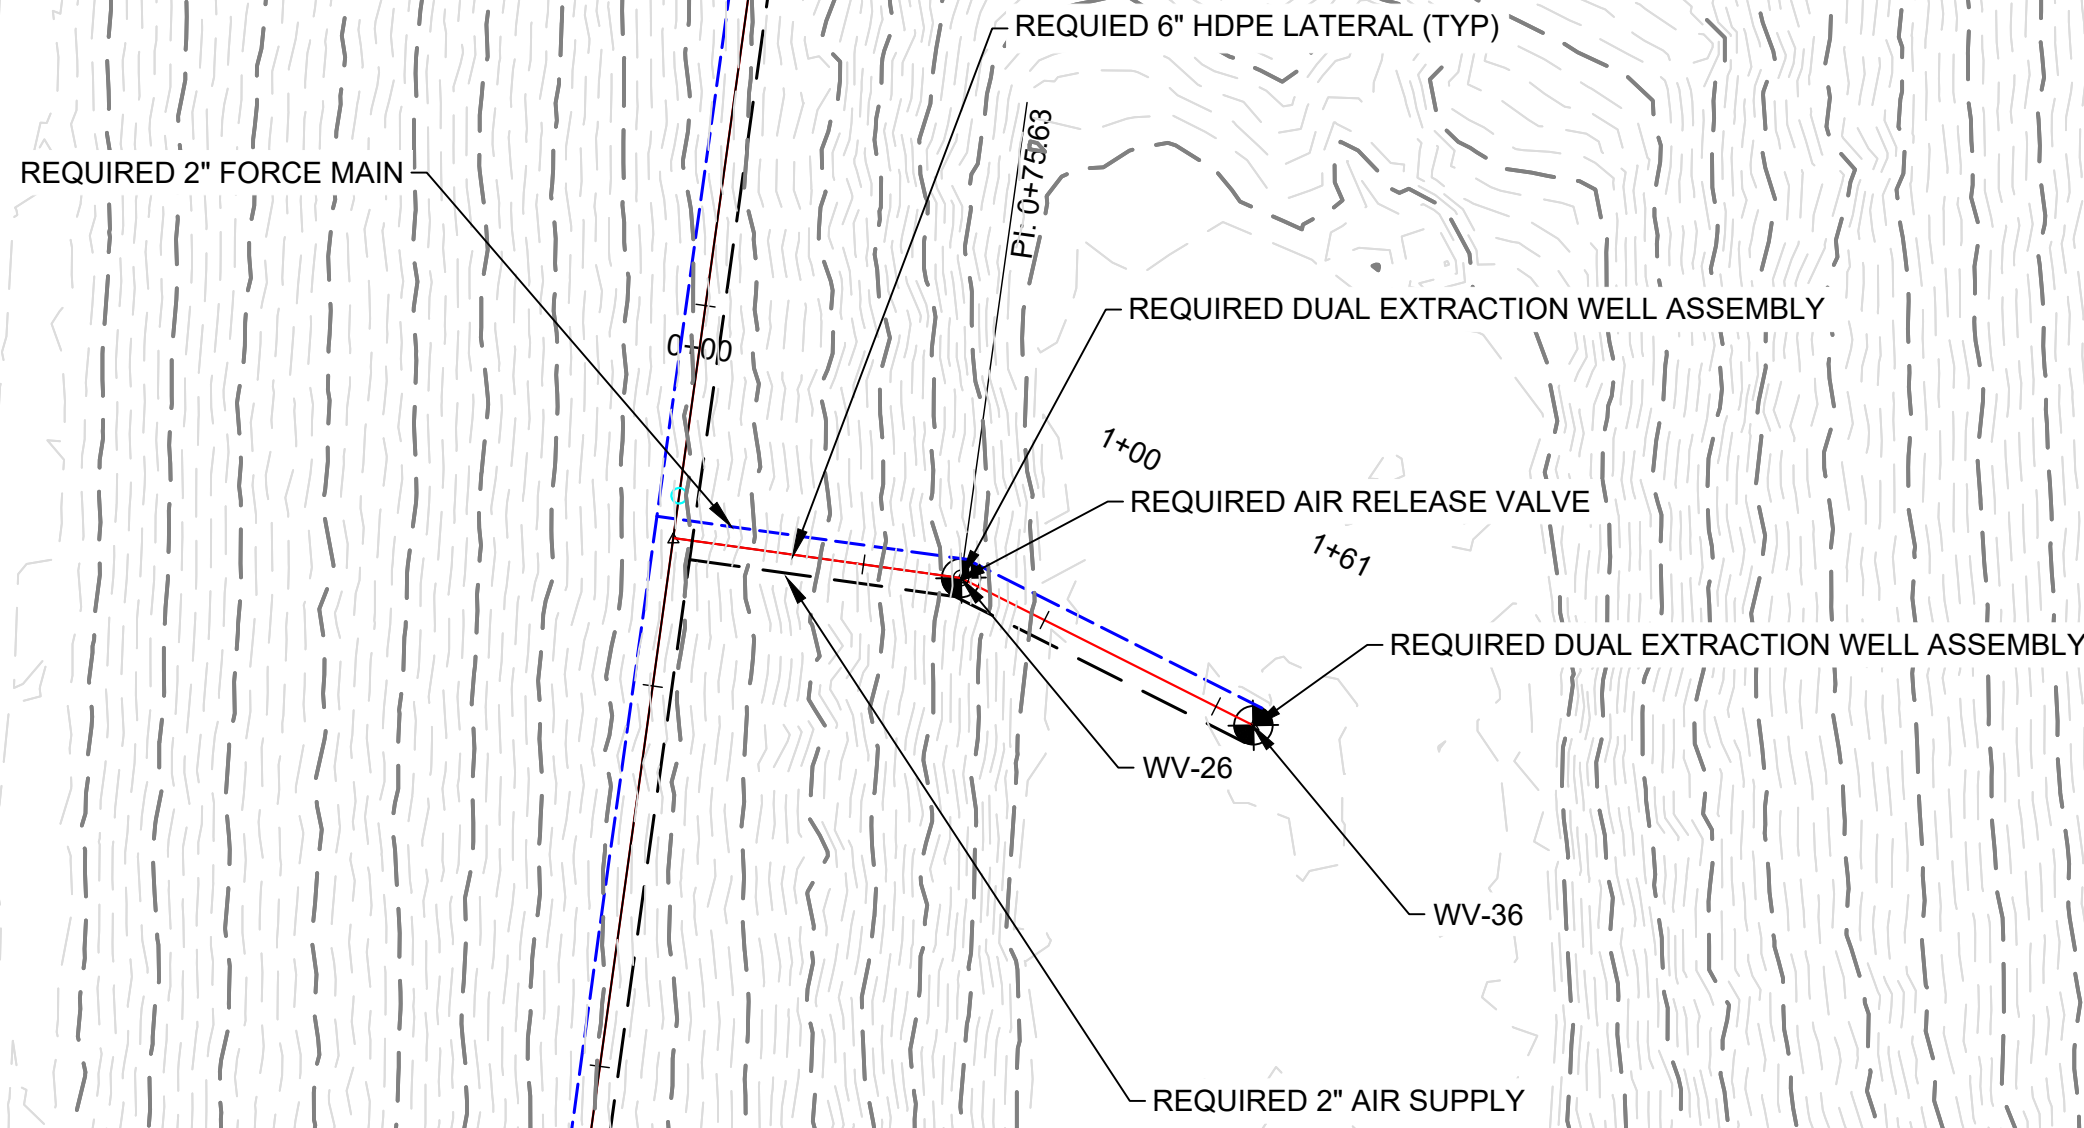 REQUIED 6" HDPE LATERAL (TYP)
REQUIRED 2" FORCE MAIN
PI: 0+75.63
REQUIRED DUAL EXTRACTION WELL ASSEMBLY
0+00
1+00
REQUIRED AIR RELEASE VALVE
1+61
REQUIRED DUAL EXTRACTION WELL ASSEMBLY
WV-26
WV-36
REQUIRED 2" AIR SUPPLY